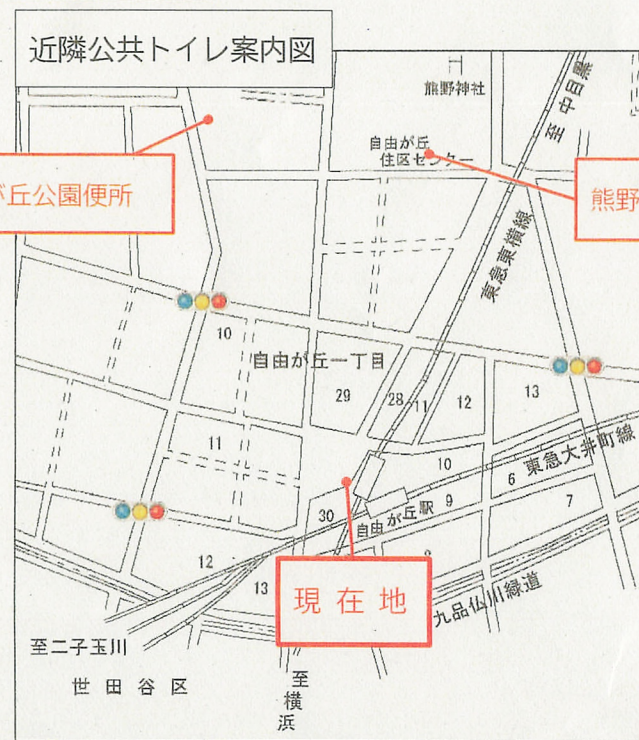 近隣公共トイレ案内図
熊野神社
至中目黒
自由が丘
住区センター
が丘公園便所
熊野
東急東横線
10
自由が丘一丁目
29
28
11
12
13
11
10
東急大井町線
6
9
7
30
自由が丘駅
8
12
13
現在地
九品仏川緑道
至二子玉川
世田谷区
至横浜